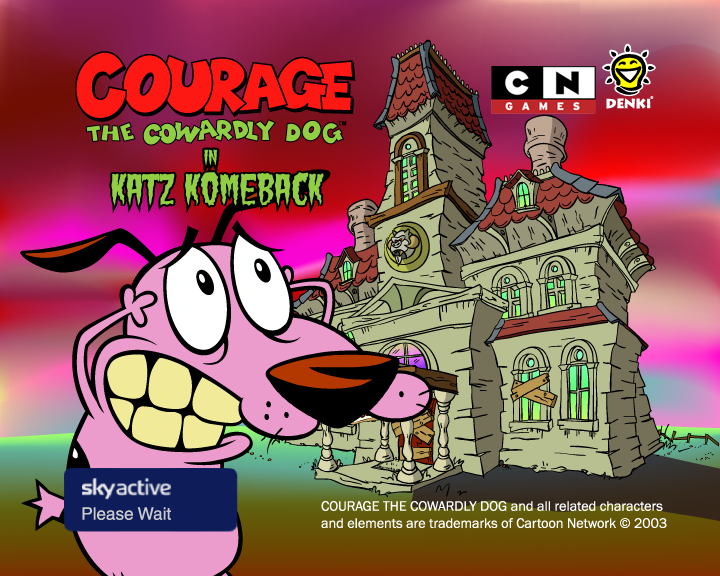 COURAGE
THE COWARDLY DOG™
IN
KATZ KOMEBACK
CN
GAMES
DENKI®
skyactive
Please Wait
COURAGE THE COWARDLY DOG and all related characters
and elements are trademarks of Cartoon Network © 2003